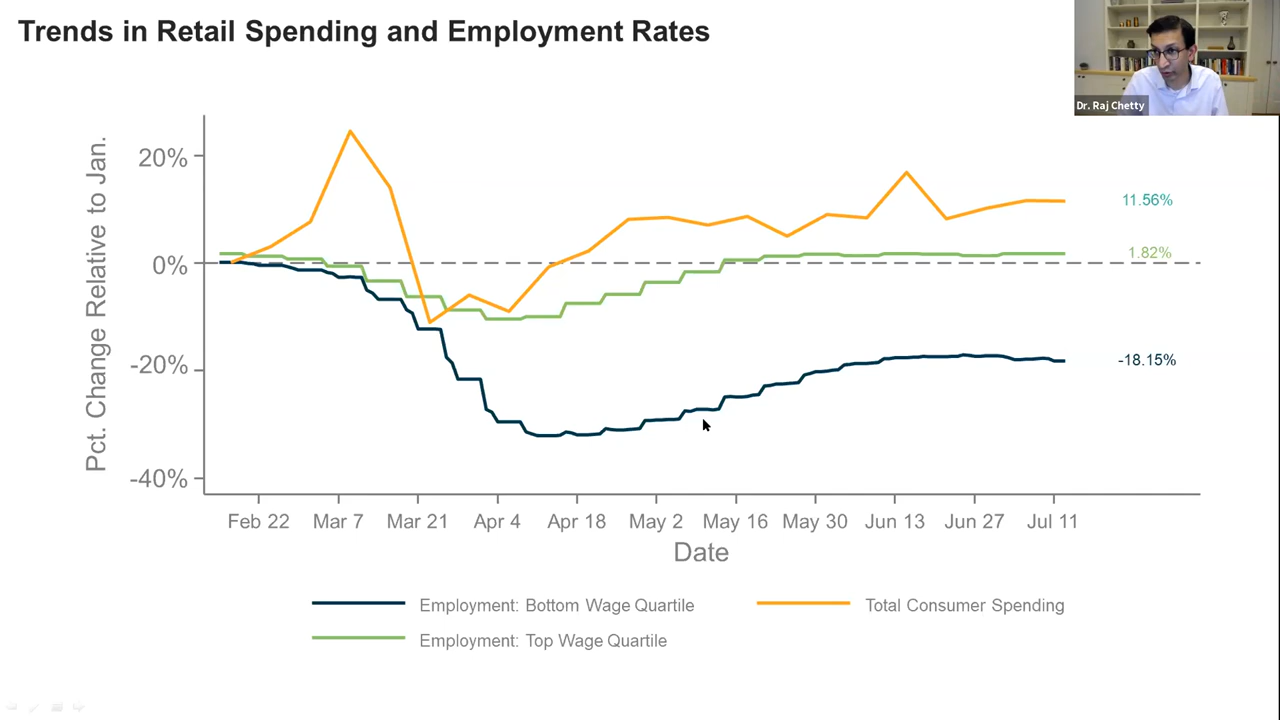 Trends in Retail Spending and Employment Rates
Dr. Raj Chetty
Pct. Change Relative to Jan.
20%
0%
-20%
-40%
11.56%
1.82%
-18.15%
Feb 22 Mar 7 Mar 21 Apr 4 Apr 18 May 2 May 16 May 30 Jun 13 Jun 27 Jul 11
Date
Employment: Bottom Wage Quartile Total Consumer Spending
Employment: Top Wage Quartile